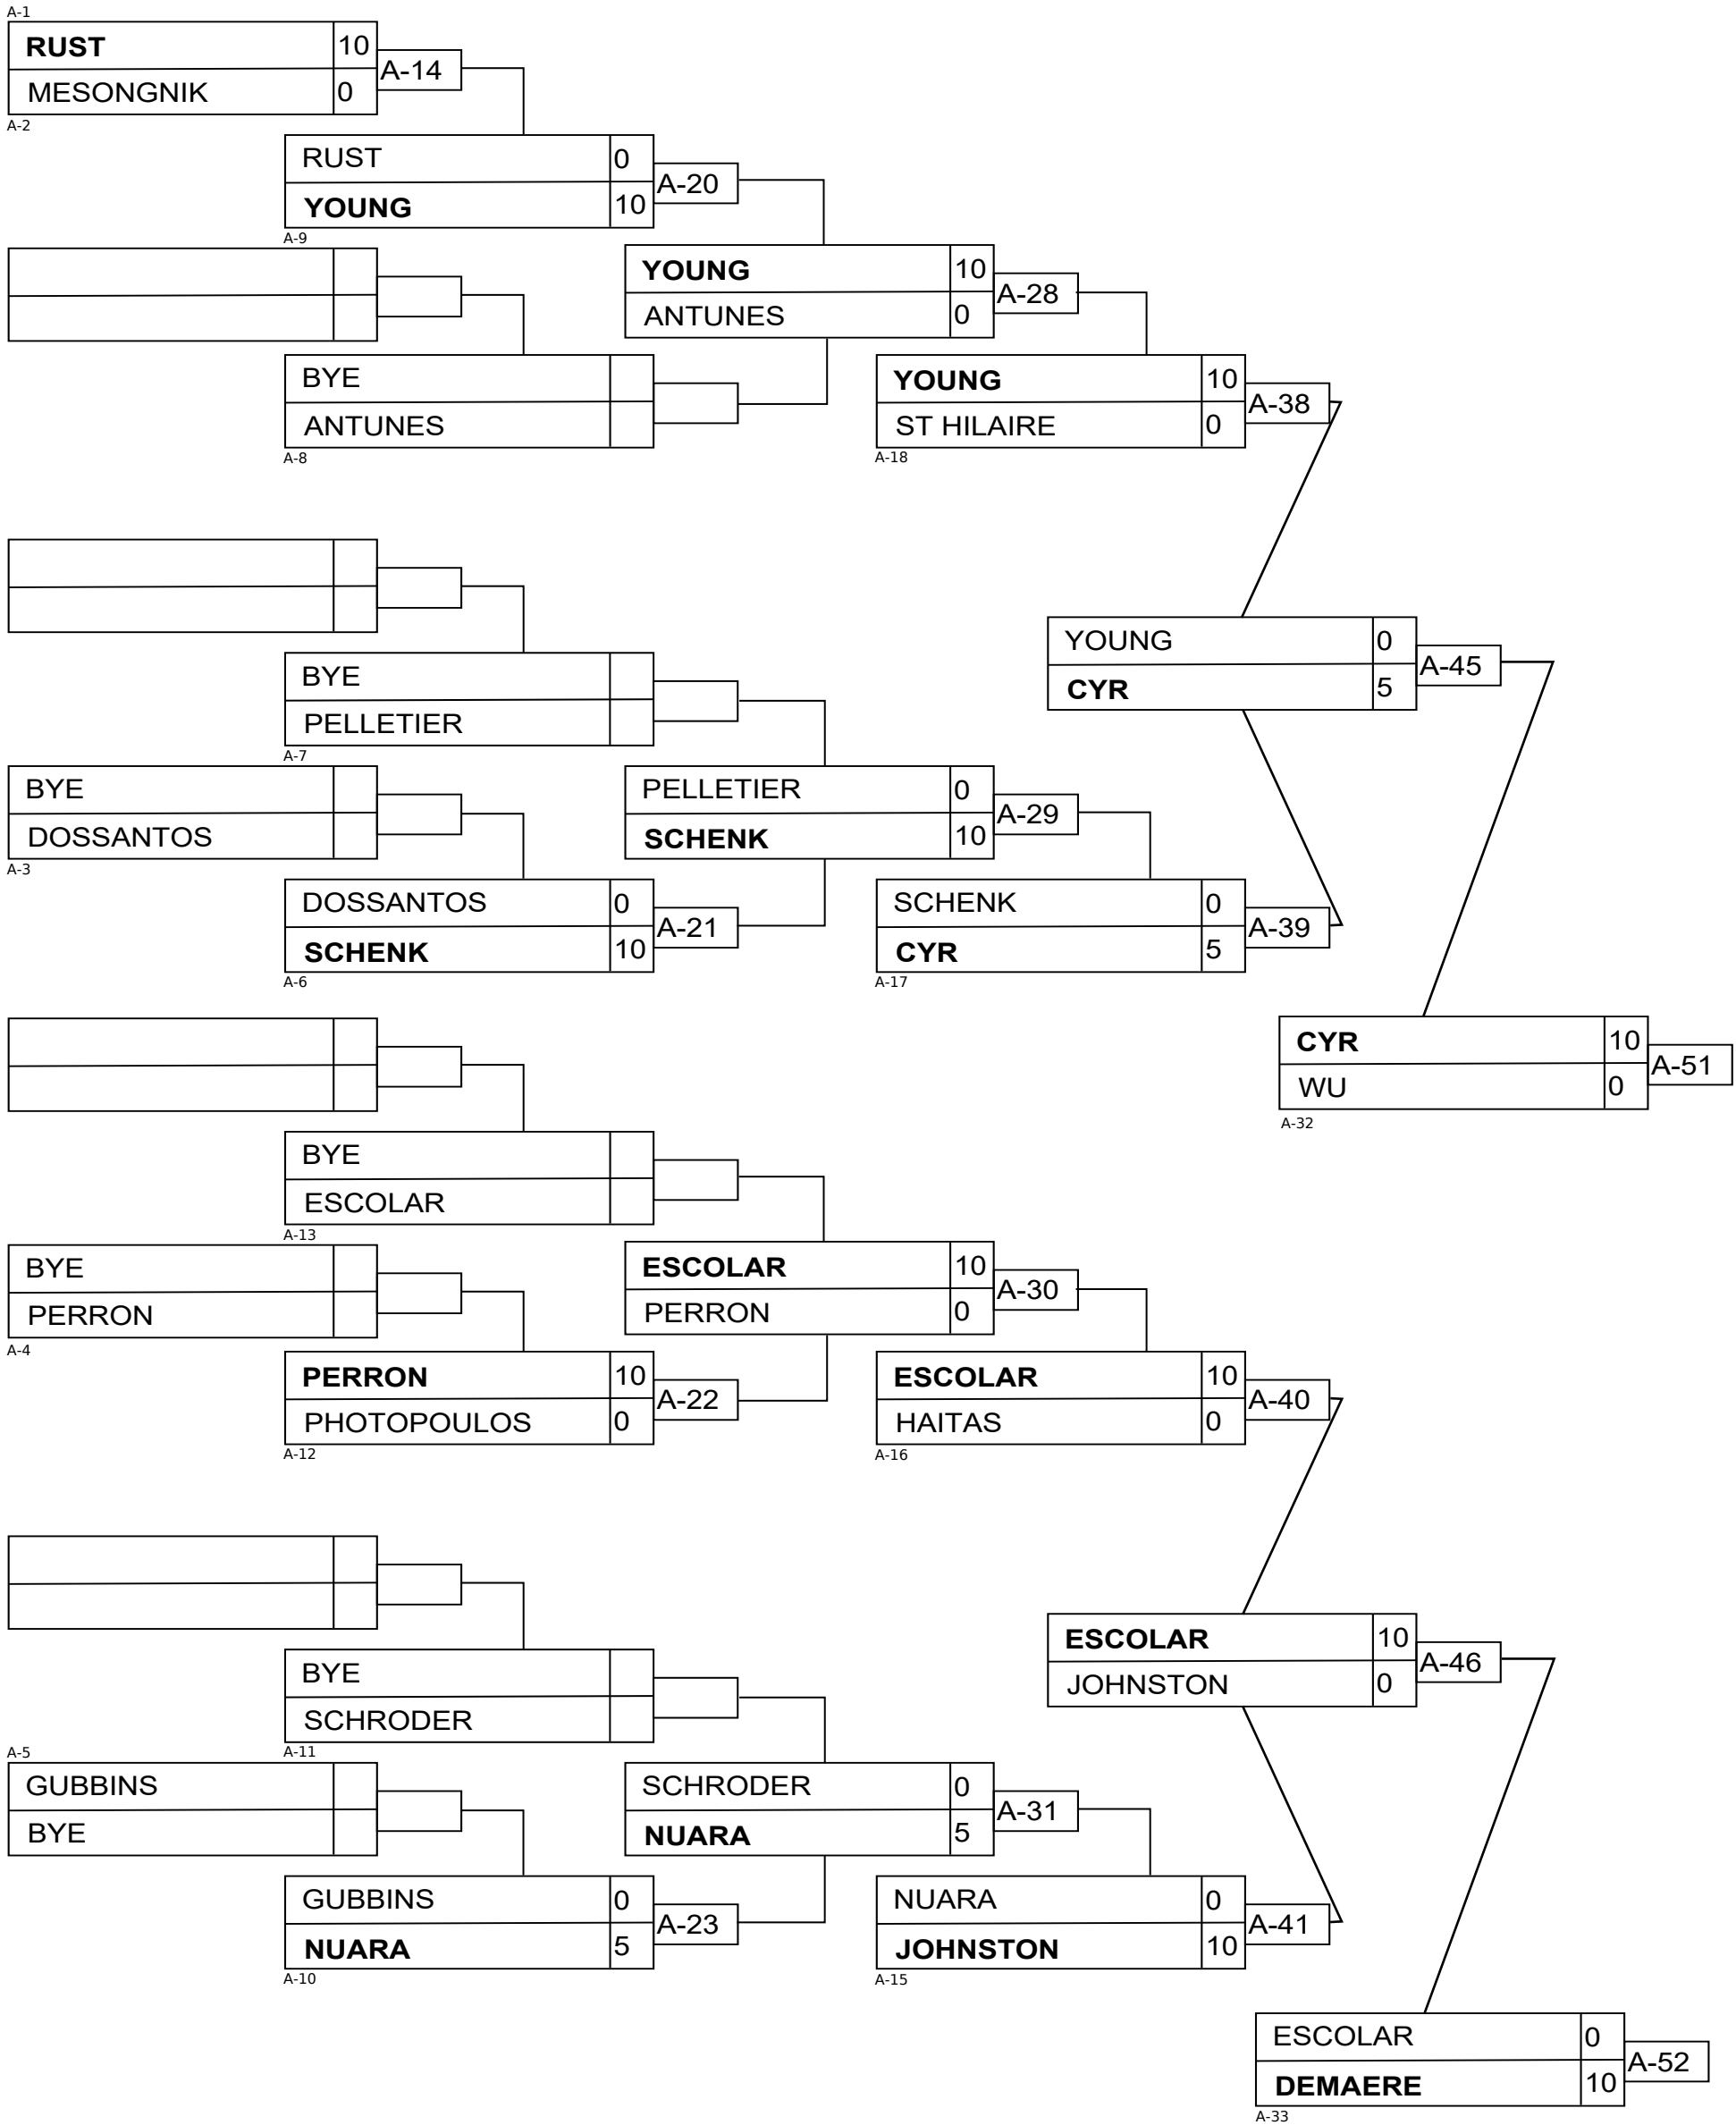 A-1
RUST 10
A-14
MESONGNIK 0
A-2
RUST 0
A-20
YOUNG 10
A-9
YOUNG 10
A-28
ANTUNES 0
BYE
ANTUNES
A-8
YOUNG 10
A-38
ST HILAIRE 0
A-18
YOUNG 0
A-45
CYR 5
BYE
PELLETIER
A-7
BYE
DOSSANTOS
A-3
PELLETIER 0
A-29
SCHENK 10
DOSSANTOS 0
A-21
SCHENK 10
A-6
SCHENK 0
A-39
CYR 5
A-17
CYR 10
A-51
WU 0
A-32
BYE
ESCOLAR
A-13
BYE
PERRON
A-4
ESCOLAR 10
A-30
PERRON 0
PERRON 10
A-22
PHOTOPOULOS 0
A-12
ESCOLAR 10
A-40
HAITAS 0
A-16
ESCOLAR 10
A-46
JOHNSTON 0
BYE
SCHRODER
A-11
A-5
GUBBINS
BYE
SCHRODER 0
A-31
NUARA 5
GUBBINS 0
A-23
NUARA 5
A-10
NUARA 0
A-41
JOHNSTON 10
A-15
ESCOLAR 0
A-52
DEMAERE 10
A-33